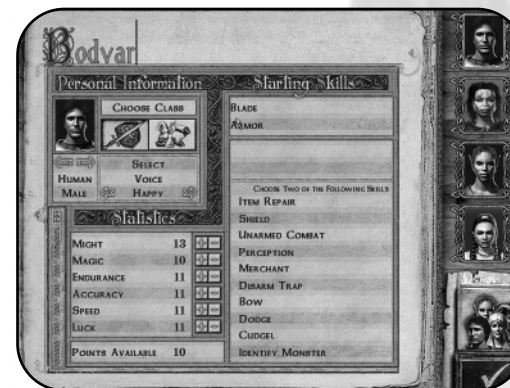 Bodvar
Personal Information
Choose Class
Select
Voice
Human
Male
Happy
Statistics
Might 13
Magic 10
Endurance 11
Accuracy 11
Speed 11
Luck 11
Points Available 10
Starting Skills
Blade
Armor
Choose Two of the Following Skills
Item Repair
Shield
Unarmed Combat
Perception
Merchant
Disarm Trap
Bow
Dodge
Cudgel
Identify Monster